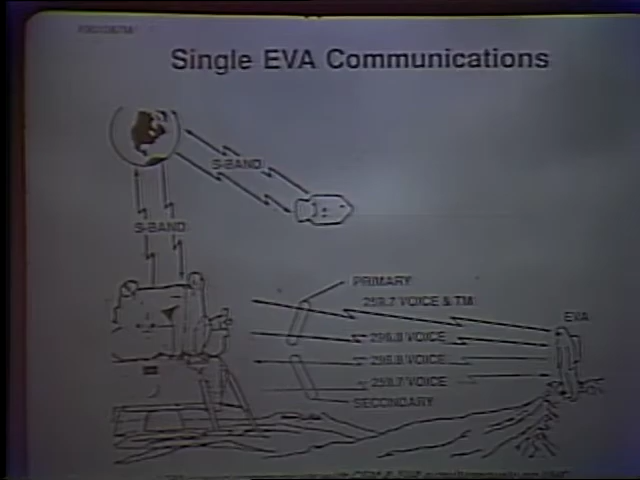 Single EVA Communications
S-BAND
S-BAND
PRIMARY
259.7 VOICE & TM
EVA
296.8 VOICE
296.8 VOICE
259.7 VOICE
SECONDARY